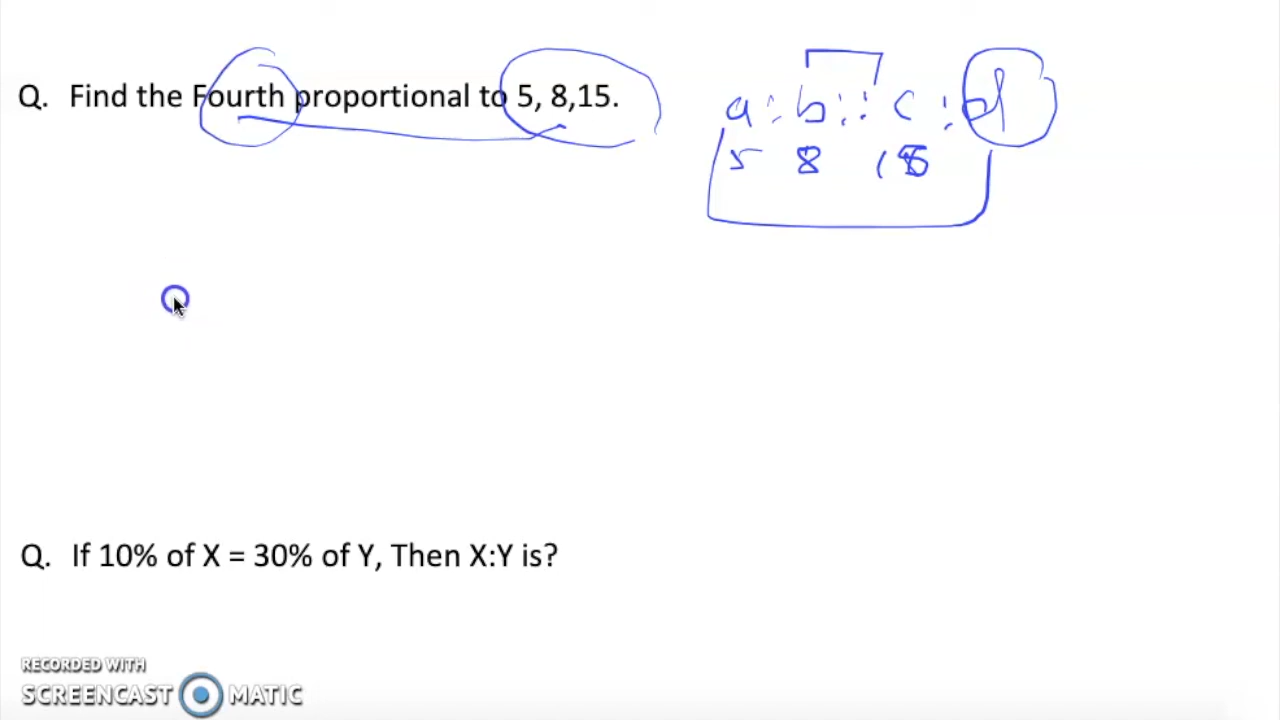 Q. Find the Fourth proportional to 5, 8,15.
a : b :: c : d
5 8 15
Q. If 10% of X = 30% of Y, Then X:Y is?
RECORDED WITH
SCREENCAST MATIC